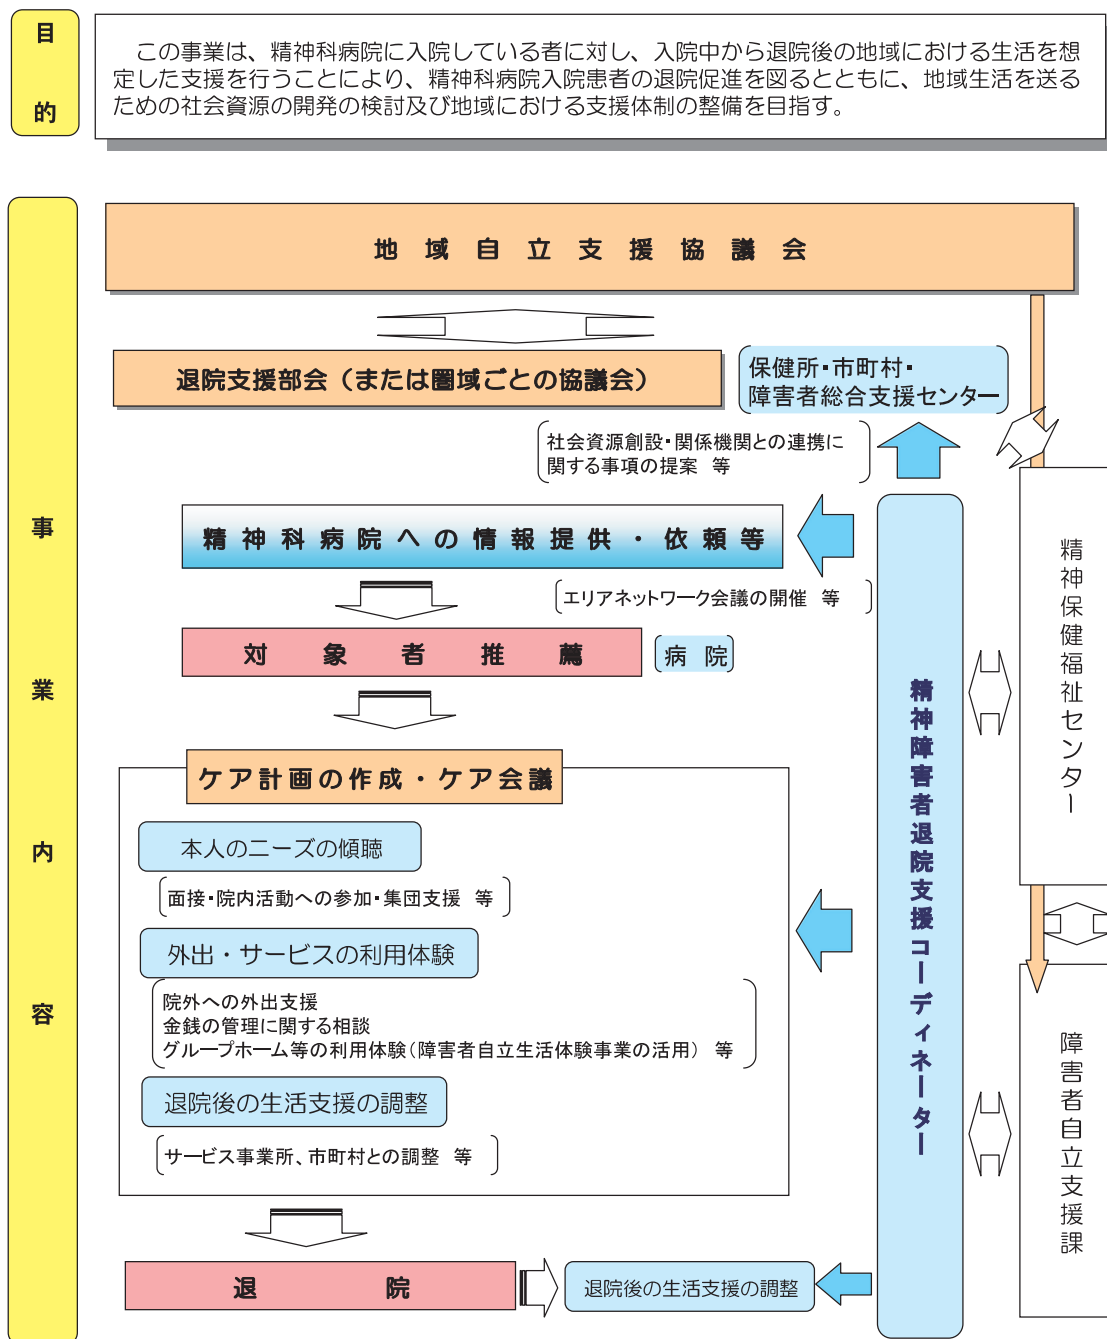 目的
この事業は、精神科病院に入院している者に対し、入院中から退院後の地域における生活を想
定した支援を行うことにより、精神科病院入院患者の退院促進を図るとともに、地域生活を送る
ための社会資源の開発の検討及び地域における支援体制の整備を目指す。
事業内容
地域自立支援協議会
退院支援部会（または圏域ごとの協議会）
保健所・市町村・
障害者総合支援センター
社会資源創設・関係機関との連携に
関する事項の提案 等
精神科病院への情報提供・依頼等
エリアネットワーク会議の開催 等
対象者推薦
病院
ケア計画の作成・ケア会議
本人のニーズの傾聴
面接・院内活動への参加・集団支援 等
外出・サービスの利用体験
院外への外出支援
金銭の管理に関する相談
グループホーム等の利用体験（障害者自立生活体験事業の活用） 等
退院後の生活支援の調整
サービス事業所、市町村との調整 等
退院
退院後の生活支援の調整
精神障害者退院支援コーディネーター
精神保健福祉センター
障害者自立支援課